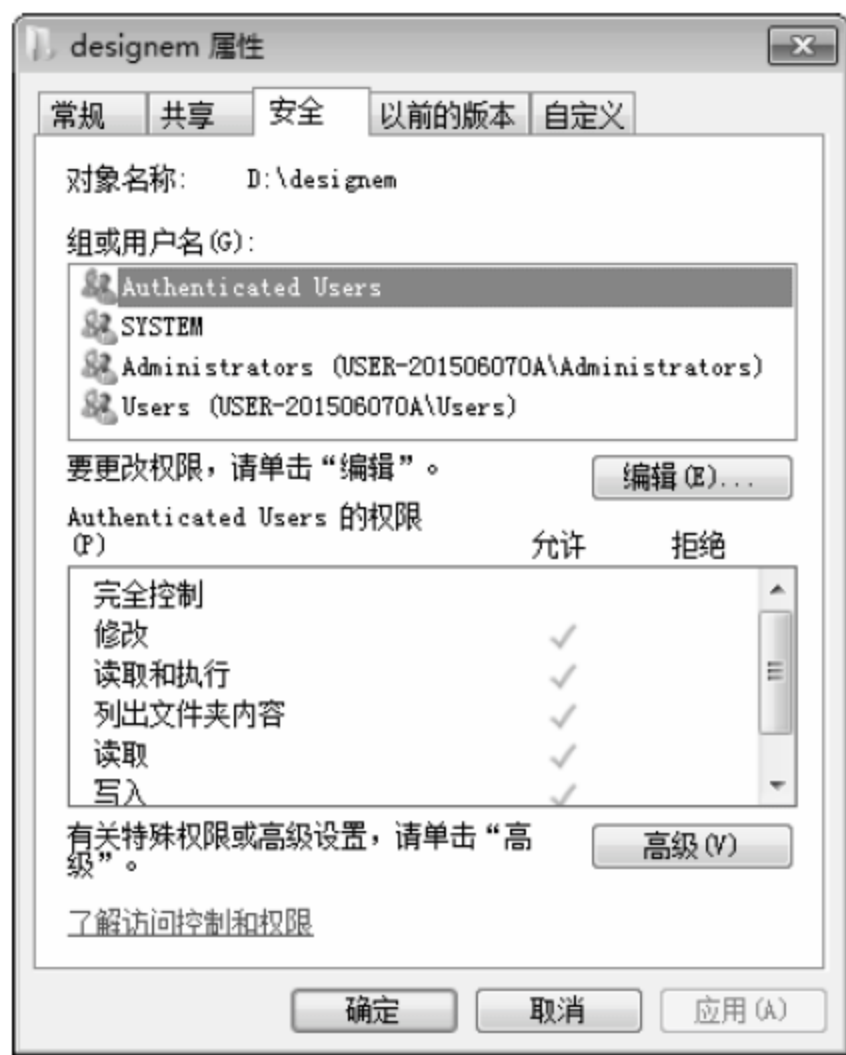 designem 属性
常规 共享 安全 以前的版本 自定义
对象名称: D:\designem
组或用户名(G):
Authenticated Users
SYSTEM
Administrators (USER-201506070A\Administrators)
Users (USER-201506070A\Users)
要更改权限，请单击“编辑”。
编辑(E)...
Authenticated Users 的权限
(P) 允许 拒绝
完全控制
修改
读取和执行
列出文件夹内容
读取
写入
有关特殊权限或高级设置，请单击“高
级”。
高级(V)
了解访问控制和权限
确定 取消 应用(A)